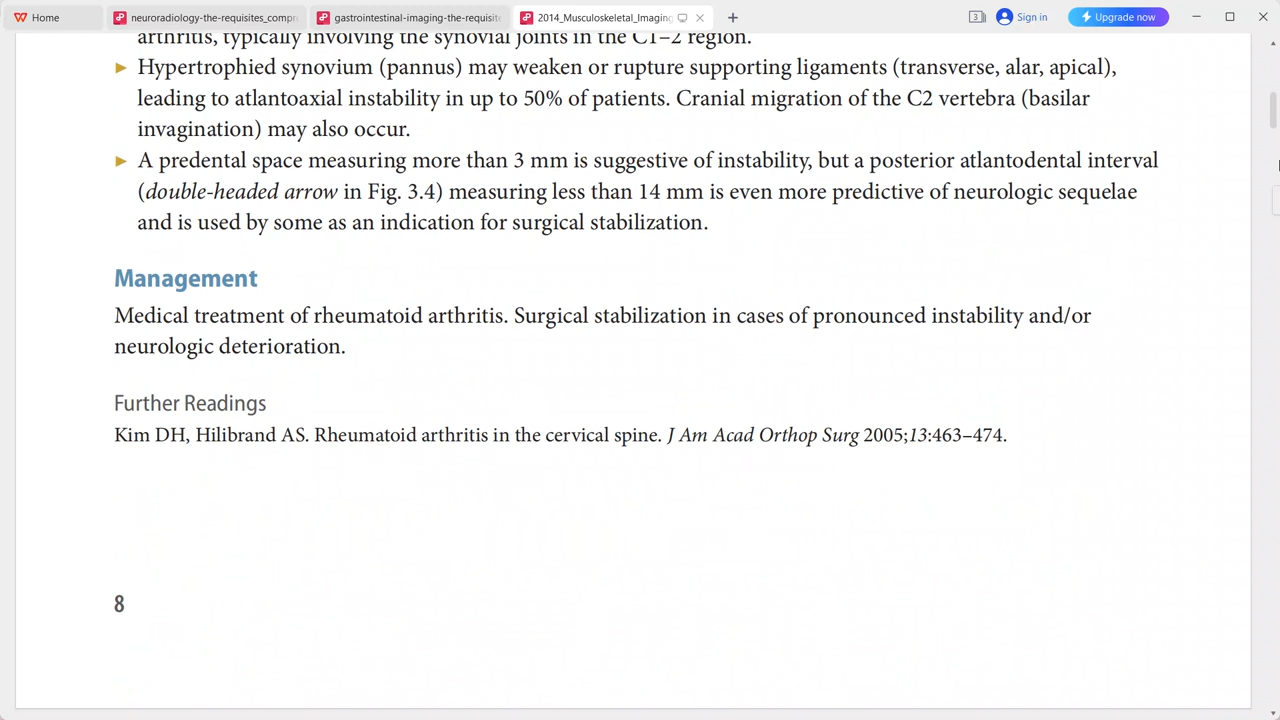 Home
neuroradiology-the-requisites_compr
gastrointestinal-imaging-the-requisite
2014_Musculoskeletal_Imaging
3
Sign in
Upgrade now
arthritis, typically involving the synovial joints in the C1–2 region.
► Hypertrophied synovium (pannus) may weaken or rupture supporting ligaments (transverse, alar, apical),
leading to atlantoaxial instability in up to 50% of patients. Cranial migration of the C2 vertebra (basilar
invagination) may also occur.
► A predental space measuring more than 3 mm is suggestive of instability, but a posterior atlantodental interval
(double-headed arrow in Fig. 3.4) measuring less than 14 mm is even more predictive of neurologic sequelae
and is used by some as an indication for surgical stabilization.
Management
Medical treatment of rheumatoid arthritis. Surgical stabilization in cases of pronounced instability and/or
neurologic deterioration.
Further Readings
Kim DH, Hilibrand AS. Rheumatoid arthritis in the cervical spine. J Am Acad Orthop Surg 2005;13:463–474.
8